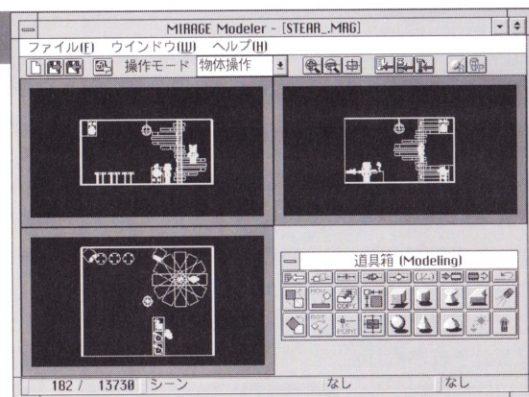 MIRAGE Modeler - [STEAR_.MRG]
ファイル(F) ウインドウ(W) ヘルプ(H)
操作モード 物体操作
道具箱 (Modeling)
COPY
POINT
182 / 13730 シーン なし なし